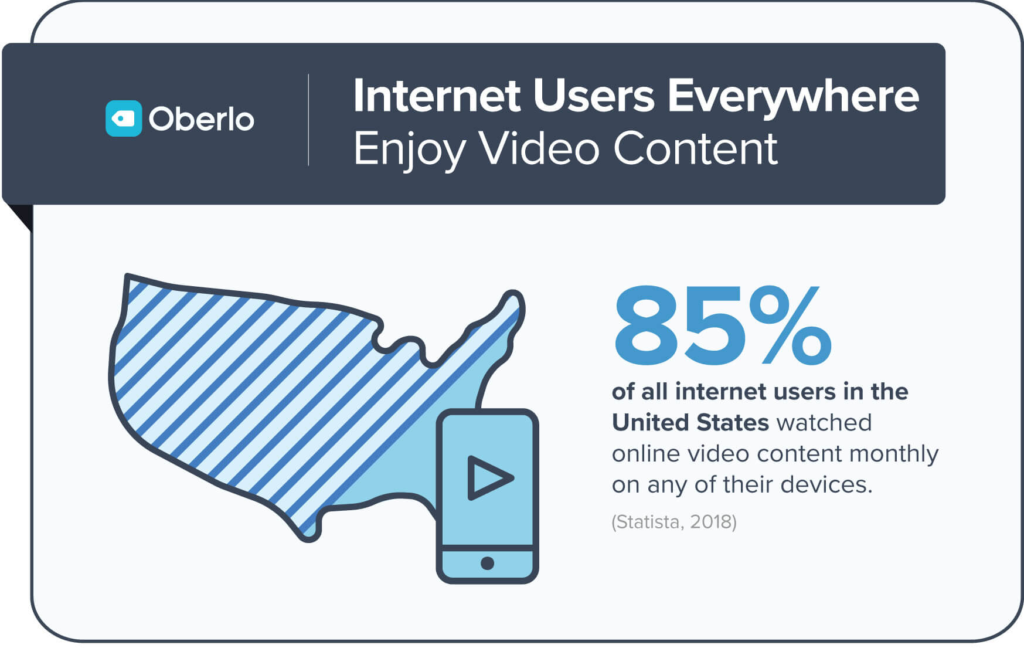 Oberlo
Internet Users Everywhere
Enjoy Video Content
85%
of all internet users in the
United States watched
online video content monthly
on any of their devices.
(Statista, 2018)